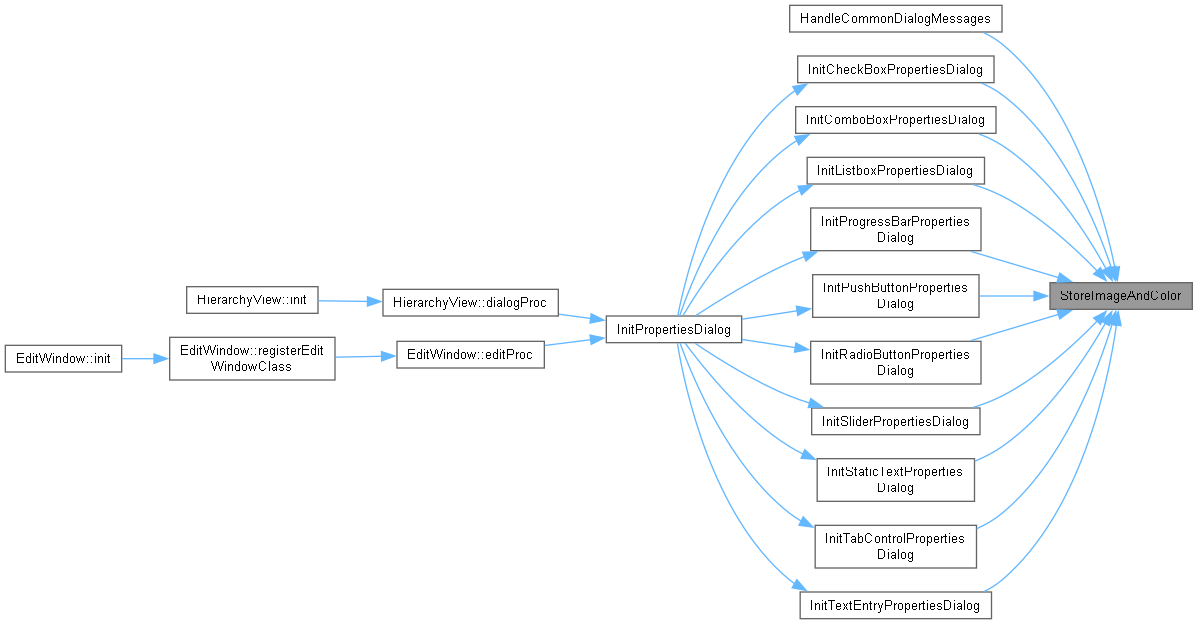 HandleCommonDialogMessages
InitCheckBoxPropertiesDialog
InitComboBoxPropertiesDialog
InitListboxPropertiesDialog
InitProgressBarProperties
Dialog
InitPushButtonProperties
Dialog
StoreImageAndColor
HierarchyView::init
HierarchyView::dialogProc
InitPropertiesDialog
EditWindow::init
EditWindow::registerEdit
WindowClass
EditWindow::editProc
InitRadioButtonProperties
Dialog
InitSliderPropertiesDialog
InitStaticTextProperties
Dialog
InitTabControlProperties
Dialog
InitTextEntryPropertiesDialog